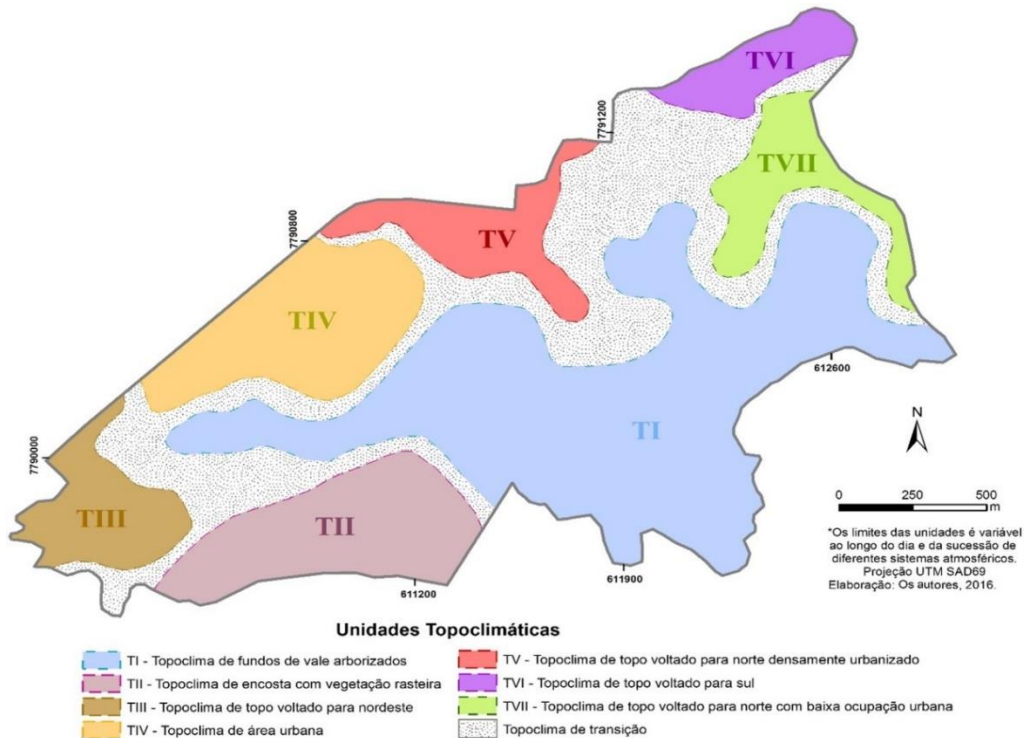 TVI
7791200
TVII
7790800
TV
TIV
612600
TI
N
7790000
0 250 500
m
TIII
TII
*Os limites das unidades é variável
ao longo do dia e da sucessão de
diferentes sistemas atmosféricos.
Projeção UTM SAD69
Elaboração: Os autores, 2016.
611200
611900
Unidades Topoclimáticas
TI - Topoclima de fundos de vale arborizados
TII - Topoclima de encosta com vegetação rasteira
TIII - Topoclima de topo voltado para nordeste
TIV - Topoclima de área urbana
TV - Topoclima de topo voltado para norte densamente urbanizado
TVI - Topoclima de topo voltado para sul
TVII - Topoclima de topo voltado para norte com baixa ocupação urbana
Topoclima de transição